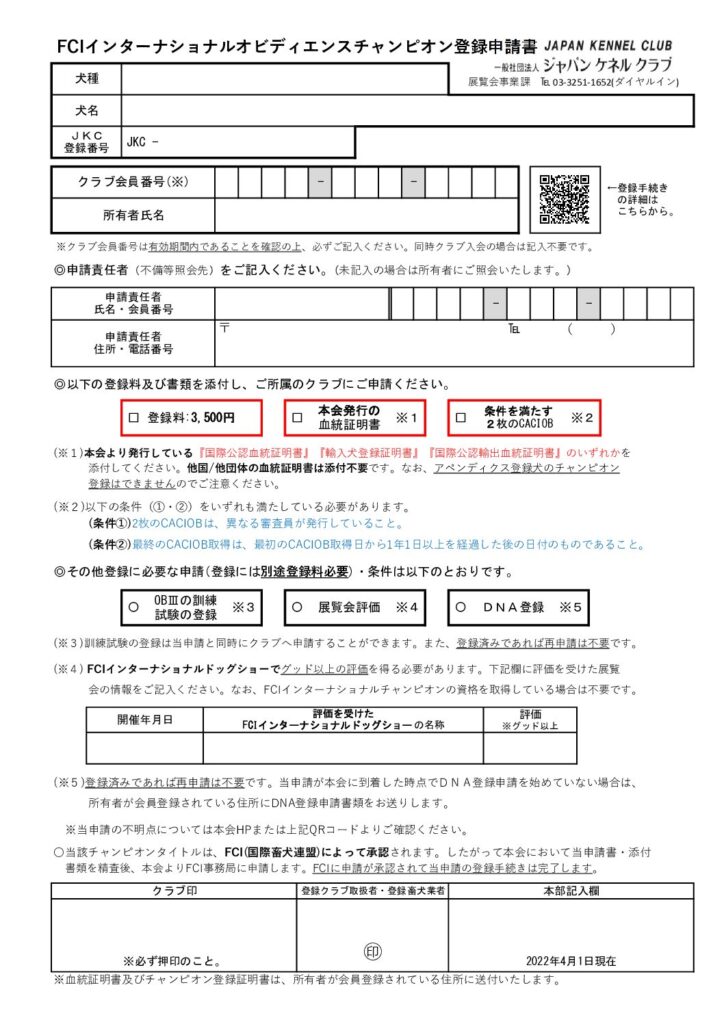 FCIインターナショナルオビディエンスチャンピオン登録申請書 JAPAN KENNEL CLUB
一般社団法人 ジャパン ケネル クラブ
展覧会事業課 ℡ 03-3251-1652(ダイヤルイン)
犬種
犬名
ＪＫＣ
登録番号
JKC -
クラブ会員番号(※)
- -
所有者氏名
←登録手続き
の詳細は
こちらから。
※クラブ会員番号は有効期間内であることを確認の上、必ずご記入ください。同時クラブ入会の場合は記入不要です。
◎申請責任者（不備等照会先）をご記入ください。(未記入の場合は所有者にご照会いたします。)
申請責任者
氏名・会員番号
- -
申請責任者
住所・電話番号
〒 ℡ ( )
◎以下の登録料及び書類を添付し、ご所属のクラブにご申請ください。
□ 登録料:3,500円
□ 本会発行の
血統証明書 ※１
□ 条件を満たす
２枚のCACIOB ※２
(※１)本会より発行している『国際公認血統証明書』『輸入犬登録証明書』『国際公認輸出血統証明書』のいずれかを
添付してください。他国/他団体の血統証明書は添付不要です。なお、アペンディクス登録犬のチャンピオン
登録はできませんのでご注意ください。
(※２)以下の条件（①・②）をいずれも満たしている必要があります。
(条件①)2枚のCACIOBは、異なる審査員が発行していること。
(条件②)最終のCACIOB取得は、最初のCACIOB取得日から1年1日以上を経過した後の日付のものであること。
◎その他登録に必要な申請(登録には別途登録料必要)・条件は以下のとおりです。
○ OBⅢの訓練
試験の登録 ※３
○ 展覧会評価 ※４
○ ＤＮＡ登録 ※５
(※３)訓練試験の登録は当申請と同時にクラブへ申請することができます。また、登録済みであれば再申請は不要です。
(※４) FCIインターナショナルドッグショーでグッド以上の評価を得る必要があります。下記欄に評価を受けた展覧
会の情報をご記入ください。なお、FCIインターナショナルチャンピオンの資格を取得している場合は不要です。
開催年月日
評価を受けた
FCIインターナショナルドッグショーの名称
評価
※グッド以上
(※５)登録済みであれば再申請は不要です。当申請が本会に到着した時点でＤＮＡ登録申請を始めていない場合は、
所有者が会員登録されている住所にDNA登録申請書類をお送りします。
※当申請の不明点については本会HPまたは上記QRコードよりご確認ください。
○当該チャンピオンタイトルは、FCI(国際畜犬連盟)によって承認されます。したがって本会において当申請書・添付
書類を精査後、本会よりFCI事務局に申請します。FCIに申請が承認されて当申請の登録手続きは完了します。
クラブ印
登録クラブ取扱者・登録畜犬業者
本部記入欄
※必ず押印のこと。
㊞
2022年4月1日現在
※血統証明書及びチャンピオン登録証明書は、所有者が会員登録されている住所に送付いたします。